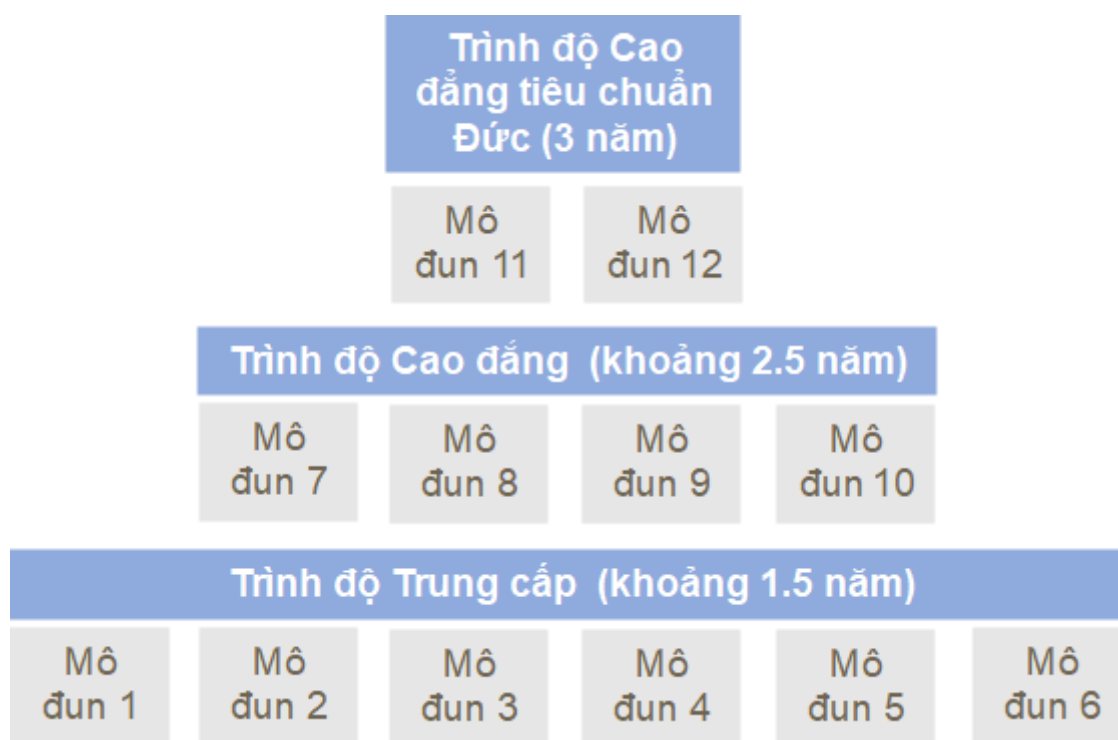 Trình độ Cao
đẳng tiêu chuẩn
Đức (3 năm)
Mô
đun 11
Mô
đun 12
Trình độ Cao đắng (khoảng 2.5 năm)
Mô
đun 7
Mô
đun 8
Mô
đun 9
Mô
đun 10
Trình độ Trung cấp (khoảng 1.5 năm)
Mô
đun 1
Mô
đun 2
Mô
đun 3
Mô
đun 4
Mô
đun 5
Mô
đun 6